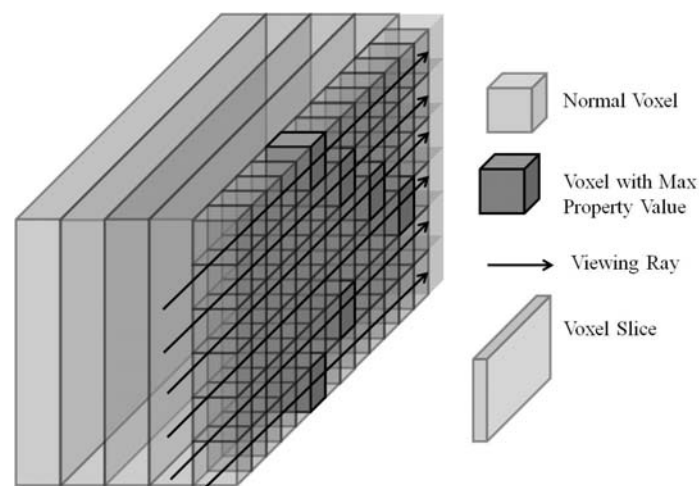 Normal Voxel
Voxel with Max
Property Value
Viewing Ray
Voxel Slice